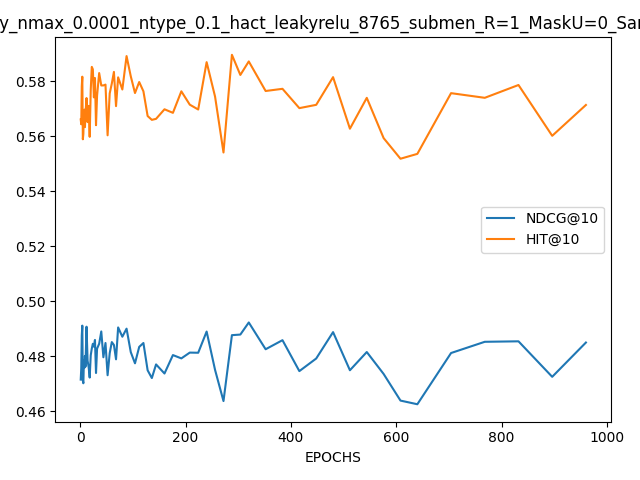 y_nmax_0.0001_ntype_0.1_hact_leakyrelu_8765_submen_R=1_MaskU=0_Sar
0.58
0.56
0.54
0.52
0.50
0.48
0.46
NDCG@10
HIT@10
0 200 400 600 800 1000
EPOCHS